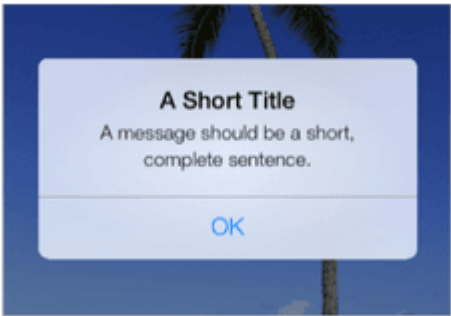 A Short Title
A message should be a short,
complete sentence.
OK